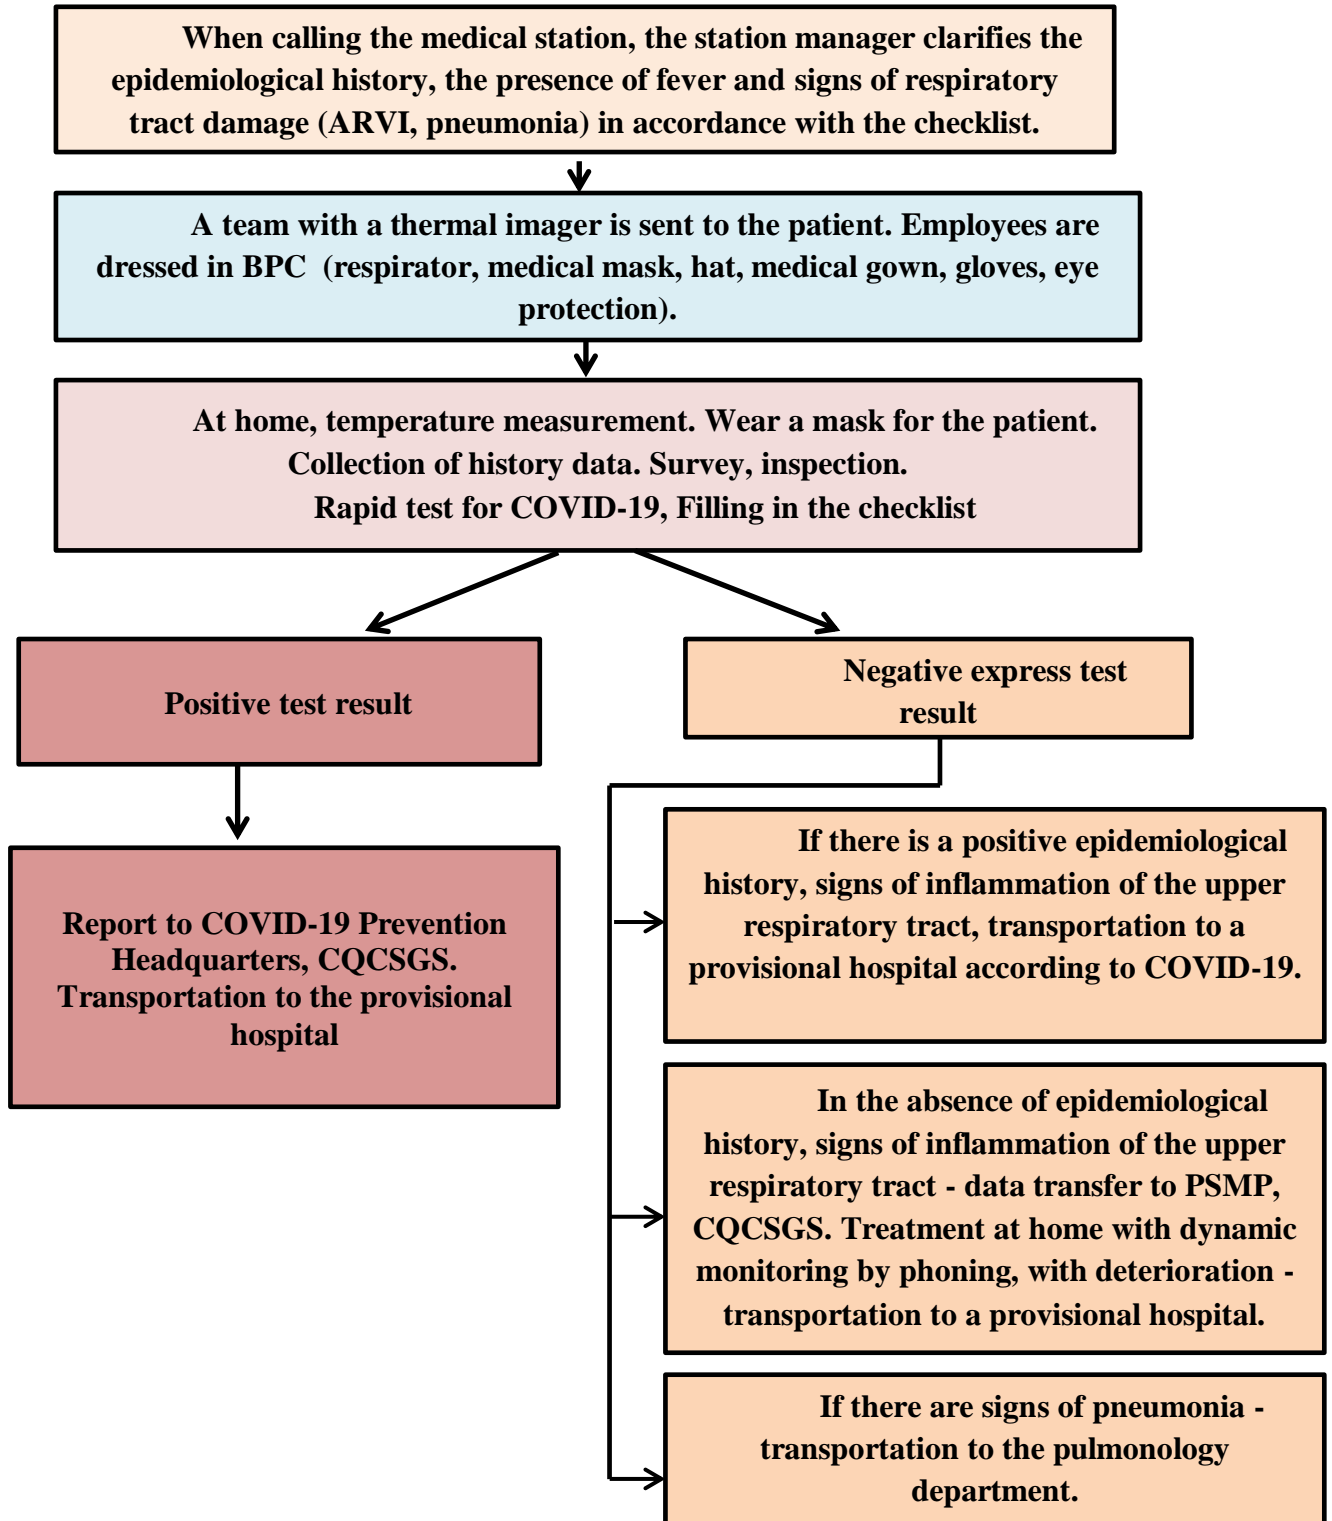 When calling the medical station, the station manager clarifies the
epidemiological history, the presence of fever and signs of respiratory
tract damage (ARVI, pneumonia) in accordance with the checklist.
A team with a thermal imager is sent to the patient. Employees are
dressed in BPC (respirator, medical mask, hat, medical gown, gloves, eye
protection).
At home, temperature measurement. Wear a mask for the patient.
Collection of history data. Survey, inspection.
Rapid test for COVID-19, Filling in the checklist
Positive test result
Negative express test
result
Report to COVID-19 Prevention
Headquarters, CQCSGS.
Transportation to the provisional
hospital
If there is a positive epidemiological
history, signs of inflammation of the upper
respiratory tract, transportation to a
provisional hospital according to COVID-19.
In the absence of epidemiological
history, signs of inflammation of the upper
respiratory tract - data transfer to PSMP,
CQCSGS. Treatment at home with dynamic
monitoring by phoning, with deterioration -
transportation to a provisional hospital.
If there are signs of pneumonia -
transportation to the pulmonology
department.